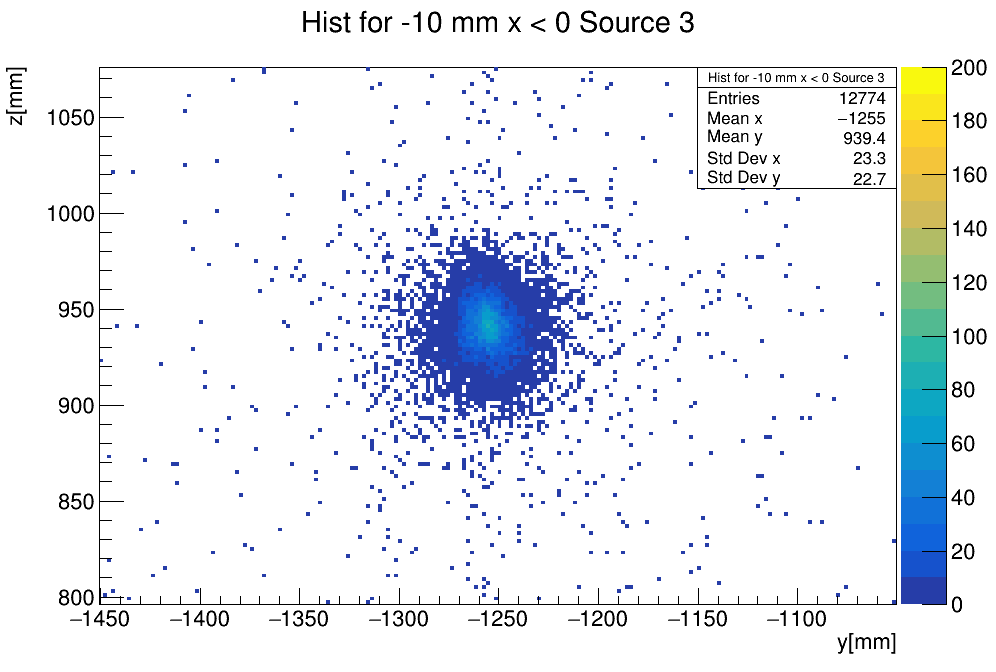 Hist for -10 mm x < 0 Source 3
z[mm]
Hist for -10 mm x < 0 Source 3
Entries 12774
Mean x −1255
Mean y 939.4
Std Dev x 23.3
Std Dev y 22.7
1050
1000
950
900
850
800
−1450 −1400 −1350 −1300 −1250 −1200 −1150 −1100
y[mm]
200
180
160
140
120
100
80
60
40
20
0